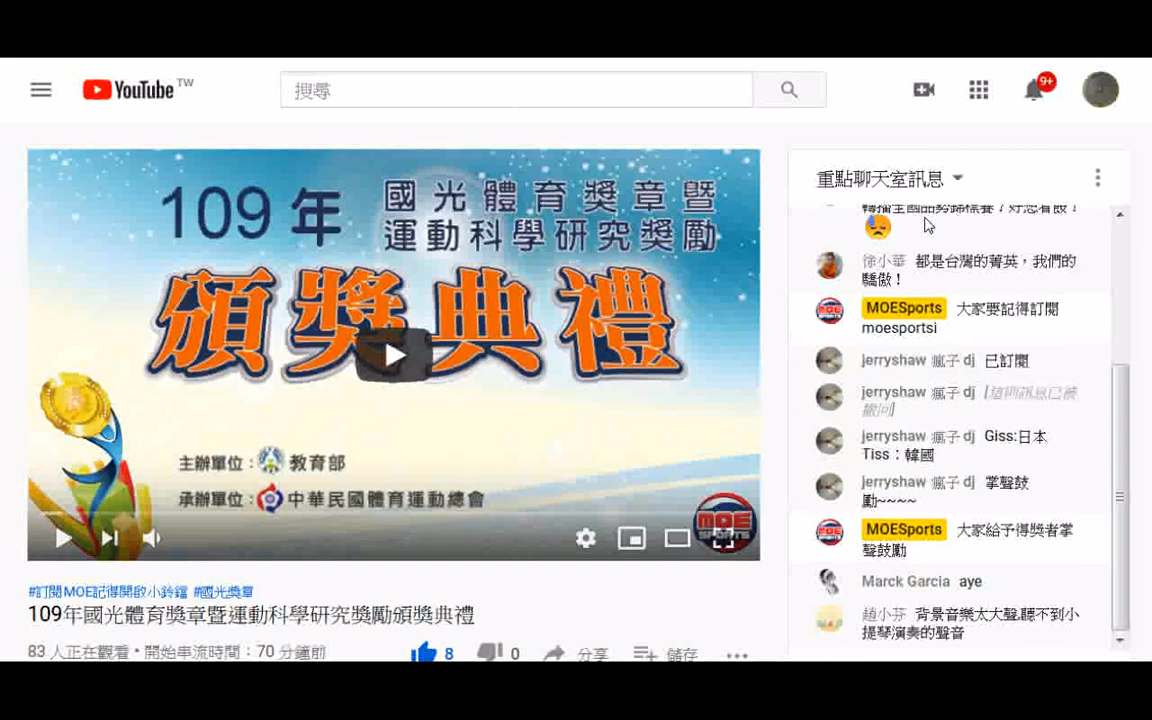 YouTube TW
搜尋
9+
109年
國光體育獎章暨
運動科學研究獎勵
頒獎典禮
主辦單位：教育部
承辦單位：中華民國體育運動總會
MOE
SPORTS
#訂閱MOE記得開啟小鈴鐺 #國光獎章
109年國光體育獎章暨運動科學研究獎勵頒獎典禮
83 人正在觀看 • 開始串流時間：70 分鐘前
8
0
分享
儲存
重點聊天室訊息
徐小華 都是台灣的菁英，我們的
驕傲！
MOESports 大家要記得訂閱
moesportsi
jerryshaw 瘋子 dj 已訂閱
jerryshaw 瘋子 dj [這則訊息已被
撤回]
jerryshaw 瘋子 dj Giss:日本
Tiss：韓國
jerryshaw 瘋子 dj 掌聲鼓
勵~~~~
MOESports 大家給予得獎者掌
聲鼓勵
Marck Garcia aye
趙小芬 背景音樂太大聲,聽不到小
提琴演奏的聲音